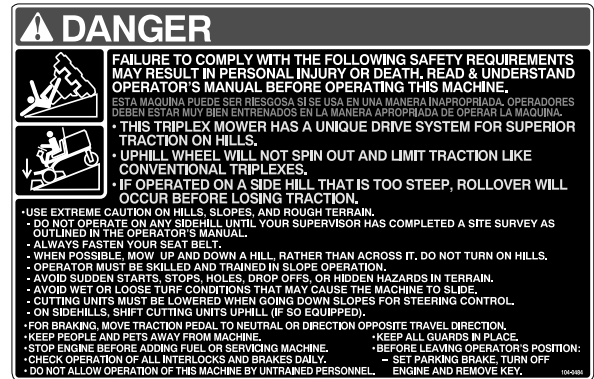 DANGER
FAILURE TO COMPLY WITH THE FOLLOWING SAFETY REQUIREMENTS
MAY RESULT IN PERSONAL INJURY OR DEATH. READ & UNDERSTAND
OPERATOR'S MANUAL BEFORE OPERATING THIS MACHINE.
ESTA MAQUINA PUEDE SER RIESGOSA SI SE USA EN UNA MANERA INAPROPRIADA. OPERADORES
DEBEN ESTAR MUY BIEN ENTRENADOS EN LA MANERA APROPRIADA DE OPERAR LA MAQUINA.
• THIS TRIPLEX MOWER HAS A UNIQUE DRIVE SYSTEM FOR SUPERIOR
TRACTION ON HILLS.
• UPHILL WHEEL WILL NOT SPIN OUT AND LIMIT TRACTION LIKE
CONVENTIONAL TRIPLEXES.
• IF OPERATED ON A SIDE HILL THAT IS TOO STEEP, ROLLOVER WILL
OCCUR BEFORE LOSING TRACTION.
• USE EXTREME CAUTION ON HILLS, SLOPES, AND ROUGH TERRAIN.
- DO NOT OPERATE ON ANY SIDEHILL UNTIL YOUR SUPERVISOR HAS COMPLETED A SITE SURVEY AS
OUTLINED IN THE OPERATOR'S MANUAL.
- ALWAYS FASTEN YOUR SEAT BELT.
- WHEN POSSIBLE, MOW UP AND DOWN A HILL, RATHER THAN ACROSS IT. DO NOT TURN ON HILLS.
- OPERATOR MUST BE SKILLED AND TRAINED IN SLOPE OPERATION.
- AVOID SUDDEN STARTS, STOPS, HOLES, DROP OFFS, OR HIDDEN HAZARDS IN TERRAIN.
- AVOID WET OR LOOSE TURF CONDITIONS THAT MAY CAUSE THE MACHINE TO SLIDE.
- CUTTING UNITS MUST BE LOWERED WHEN GOING DOWN SLOPES FOR STEERING CONTROL.
- ON SIDEHILLS, SHIFT CUTTING UNITS UPHILL (IF SO EQUIPPED).
• FOR BRAKING, MOVE TRACTION PEDAL TO NEUTRAL OR DIRECTION OPPOSITE TRAVEL DIRECTION.
• KEEP PEOPLE AND PETS AWAY FROM MACHINE.
• STOP ENGINE BEFORE ADDING FUEL OR SERVICING MACHINE.
• CHECK OPERATION OF ALL INTERLOCKS AND BRAKES DAILY.
• DO NOT ALLOW OPERATION OF THIS MACHINE BY UNTRAINED PERSONNEL.
• KEEP ALL GUARDS IN PLACE.
• BEFORE LEAVING OPERATOR'S POSITION:
– SET PARKING BRAKE, TURN OFF
ENGINE AND REMOVE KEY.
104-0484